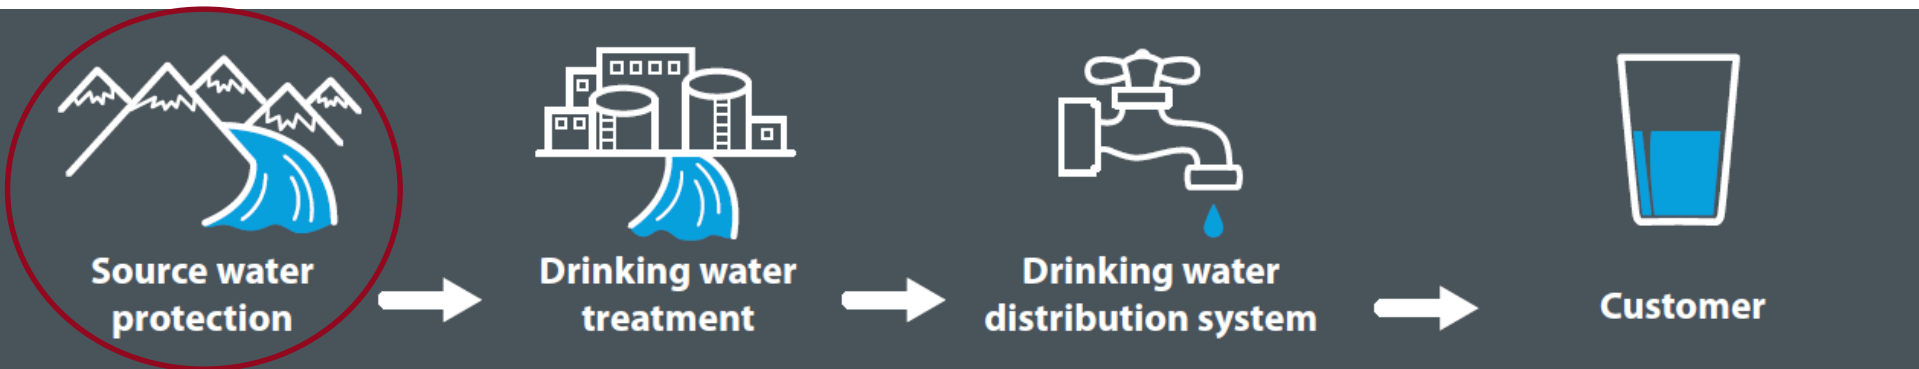 Source water
protection
Drinking water
treatment
Drinking water
distribution system
Customer